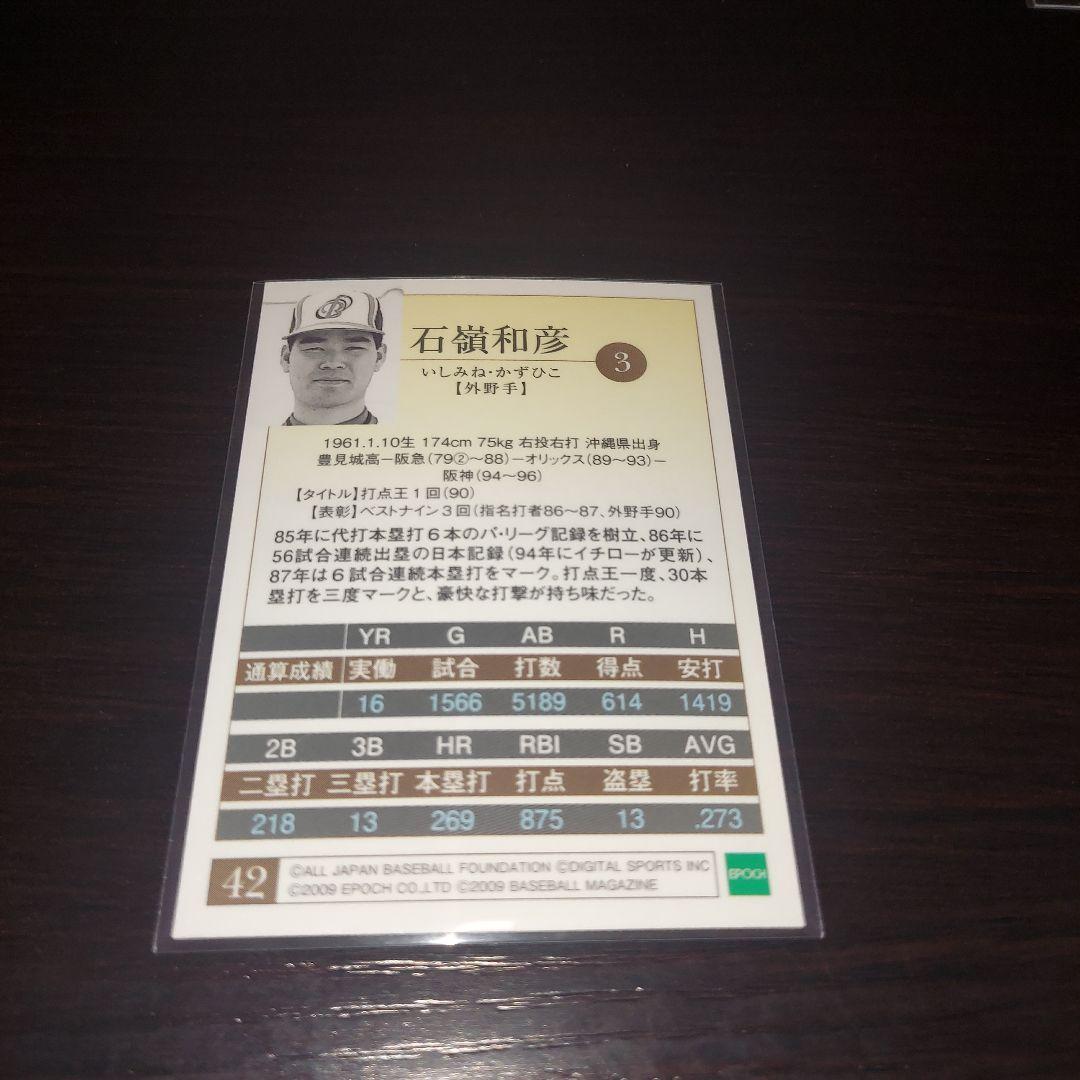 B
石嶺和彦
3
いしみね・かずひこ
【外野手】
1961.1.10生 174cm 75kg 右投右打 沖縄県出身
豊見城高－阪急(79②～88)－オリックス(89～93)－
阪神(94～96)
【タイトル】打点王1回(90)
【表彰】ベストナイン3回(指名打者86～87、外野手90)
85年に代打本塁打6本のパ・リーグ記録を樹立、86年に
56試合連続出塁の日本記録(94年にイチローが更新)、
87年は6試合連続本塁打をマーク。打点王一度、30本
塁打を三度マークと、豪快な打撃が持ち味だった。
YR G AB R H
通算成績 実働 試合 打数 得点 安打
16 1566 5189 614 1419
2B 3B HR RBI SB AVG
二塁打 三塁打 本塁打 打点 盗塁 打率
218 13 269 875 13 .273
42
©ALL JAPAN BASEBALL FOUNDATION ©DIGITAL SPORTS INC
©2009 EPOCH CO.,LTD ©2009 BASEBALL MAGAZINE
EPOCH